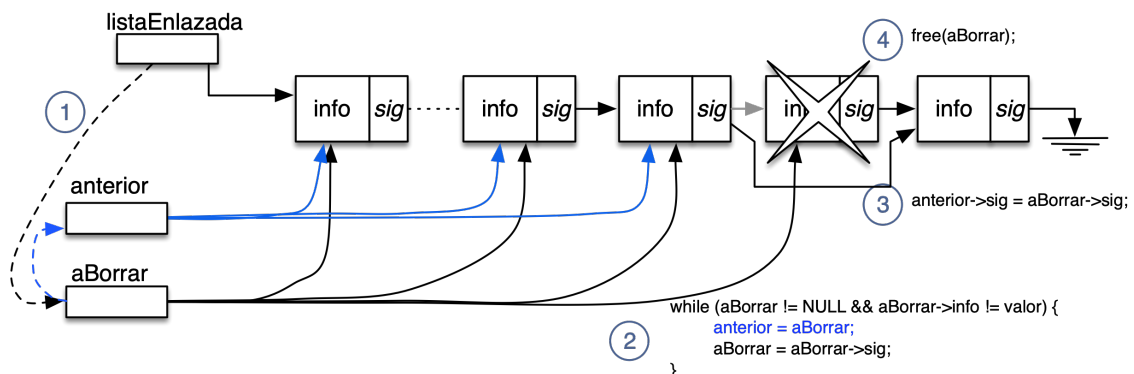 listaEnlazada
4
free(aBorrar);
1
info sig info sig info sig sig info sig
anterior
3
anterior->sig = aBorrar->sig;
aBorrar
2
while (aBorrar != NULL && aBorrar->info != valor) {
anterior = aBorrar;
aBorrar = aBorrar->sig;
}